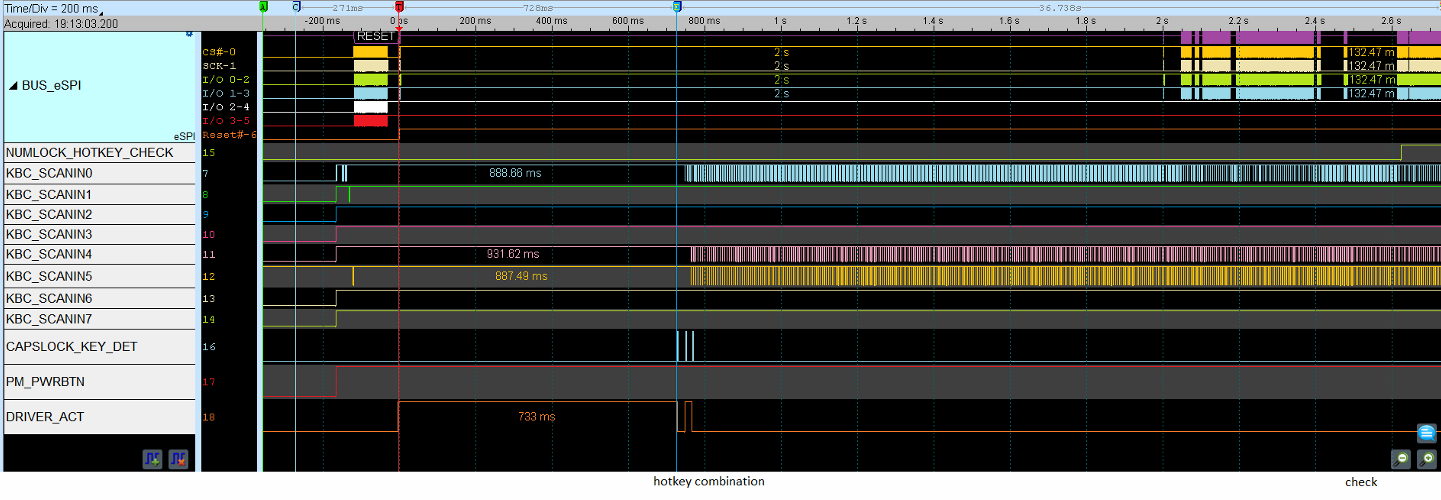 Time/Div = 200 ms
271ms 728ms 36.738s
Acquired: 19:13:03.200
-200 ms 0 s 200 ms 400 ms 600 ms 800 ms 1 s 1.2 s 1.4 s 1.6 s 1.8 s 2 s 2.2 s 2.4 s 2.6 s
RESET
BUS_eSPI
eSPI
CS#-0 2 s 132.47 m
SCK-1 2 s 132.47 m
I/O 0-2 2 s 132.47 m
I/O 1-3 2 s 132.47 m
I/O 2-4
I/O 3-5
Reset#-6
NUMLOCK_HOTKEY_CHECK 15
KBC_SCANIN0 7 888.66 ms
KBC_SCANIN1 8
KBC_SCANIN2 9
KBC_SCANIN3 10
KBC_SCANIN4 11 931.62 ms
KBC_SCANIN5 12 887.49 ms
KBC_SCANIN6 13
KBC_SCANIN7 14
CAPSLOCK_KEY_DET 16
PM_PWRBTN 17
DRIVER_ACT 18 733 ms
hotkey combination check